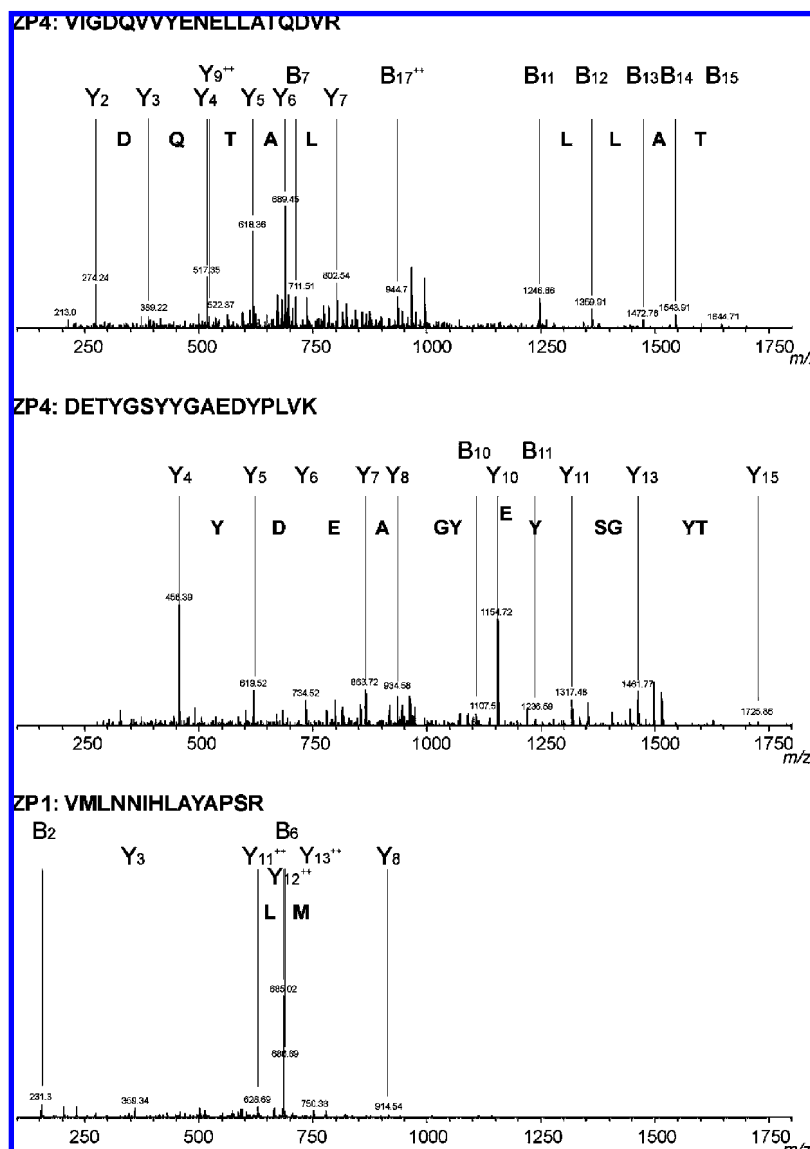 ZP4: VIGDQVVYENELLATQDVR
Y9++ B7 B17++ B11 B12 B13 B14 B15
Y2 Y3 Y4 Y5 Y6 Y7
D Q T A L L L A T
689.45
618.36
274.24 517.35 802.54
213.0 389.22 522.37 711.51 944.7 1246.86 1359.91 1472.78 1543.91 1644.71
250 500 750 1000 1250 1500 1750
m/z
ZP4: DETYGSYYGAEDYPLVK
B10 B11
Y4 Y5 Y6 Y7 Y8 Y10 Y11 Y13 Y15
Y D E A GY E Y SG YT
456.39
1154.72
619.52 734.52 863.72 934.58 1107.5 1236.59 1317.48 1461.77 1725.86
250 500 750 1000 1250 1500 1750
m/z
ZP1: VMLNNIHLAYAPSR
B2 B6
Y3 Y11++ Y13++ Y8
Y12++
L M
685.02
231.3 359.34 628.69 750.33 914.54
250 500 750 1000 1250 1500 1750
m/z